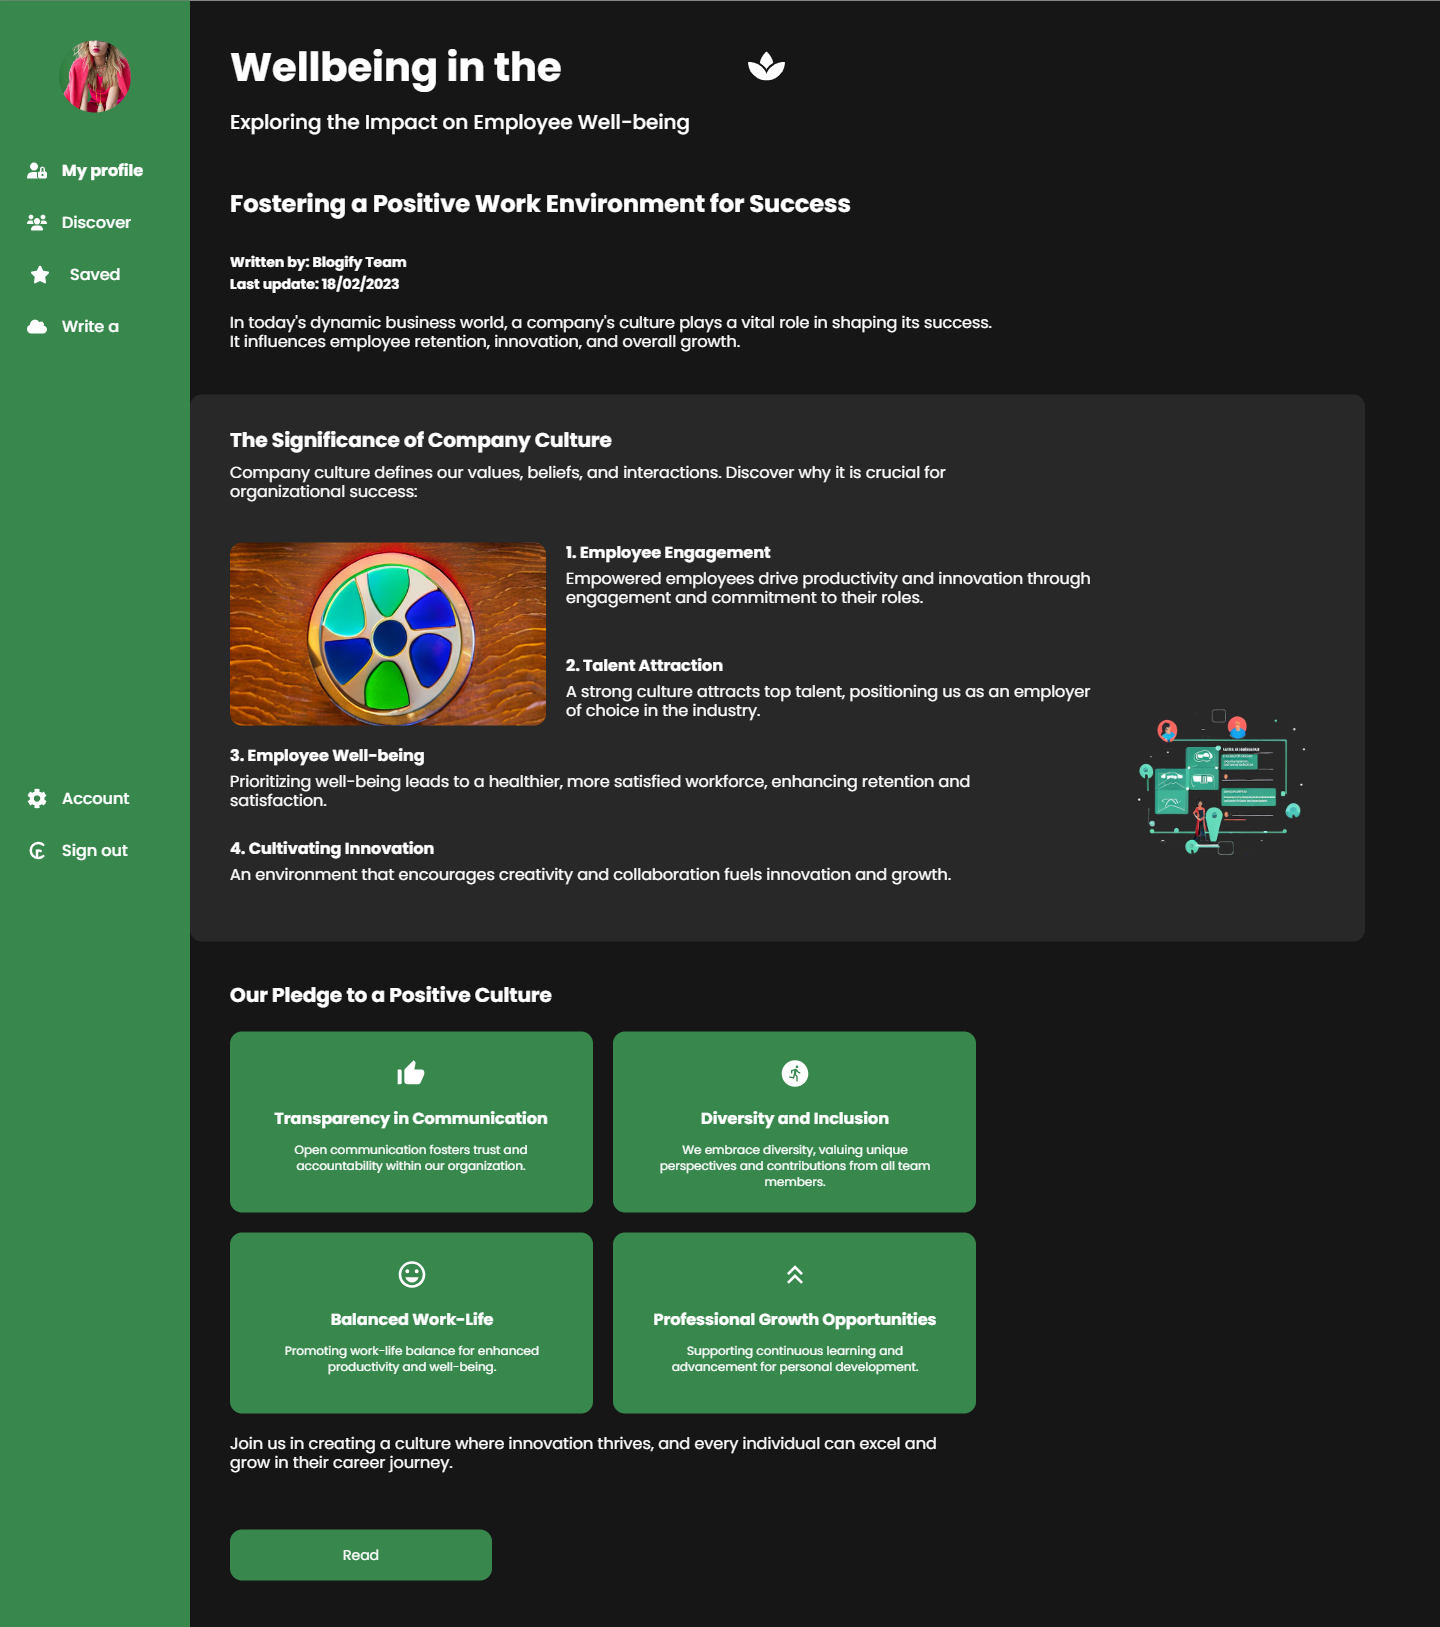 Wellbeing in the
Exploring the Impact on Employee Well-being
My profile
Discover
Saved
Write a
Account
Sign out
Fostering a Positive Work Environment for Success
Written by: Blogify Team
Last update: 18/02/2023
In today's dynamic business world, a company's culture plays a vital role in shaping its success.
It influences employee retention, innovation, and overall growth.
The Significance of Company Culture
Company culture defines our values, beliefs, and interactions. Discover why it is crucial for
organizational success:
1. Employee Engagement
Empowered employees drive productivity and innovation through
engagement and commitment to their roles.
2. Talent Attraction
A strong culture attracts top talent, positioning us as an employer
of choice in the industry.
3. Employee Well-being
Prioritizing well-being leads to a healthier, more satisfied workforce, enhancing retention and
satisfaction.
4. Cultivating Innovation
An environment that encourages creativity and collaboration fuels innovation and growth.
Our Pledge to a Positive Culture
Transparency in Communication
Open communication fosters trust and
accountability within our organization.
Diversity and Inclusion
We embrace diversity, valuing unique
perspectives and contributions from all team
members.
Balanced Work-Life
Promoting work-life balance for enhanced
productivity and well-being.
Professional Growth Opportunities
Supporting continuous learning and
advancement for personal development.
Join us in creating a culture where innovation thrives, and every individual can excel and
grow in their career journey.
Read